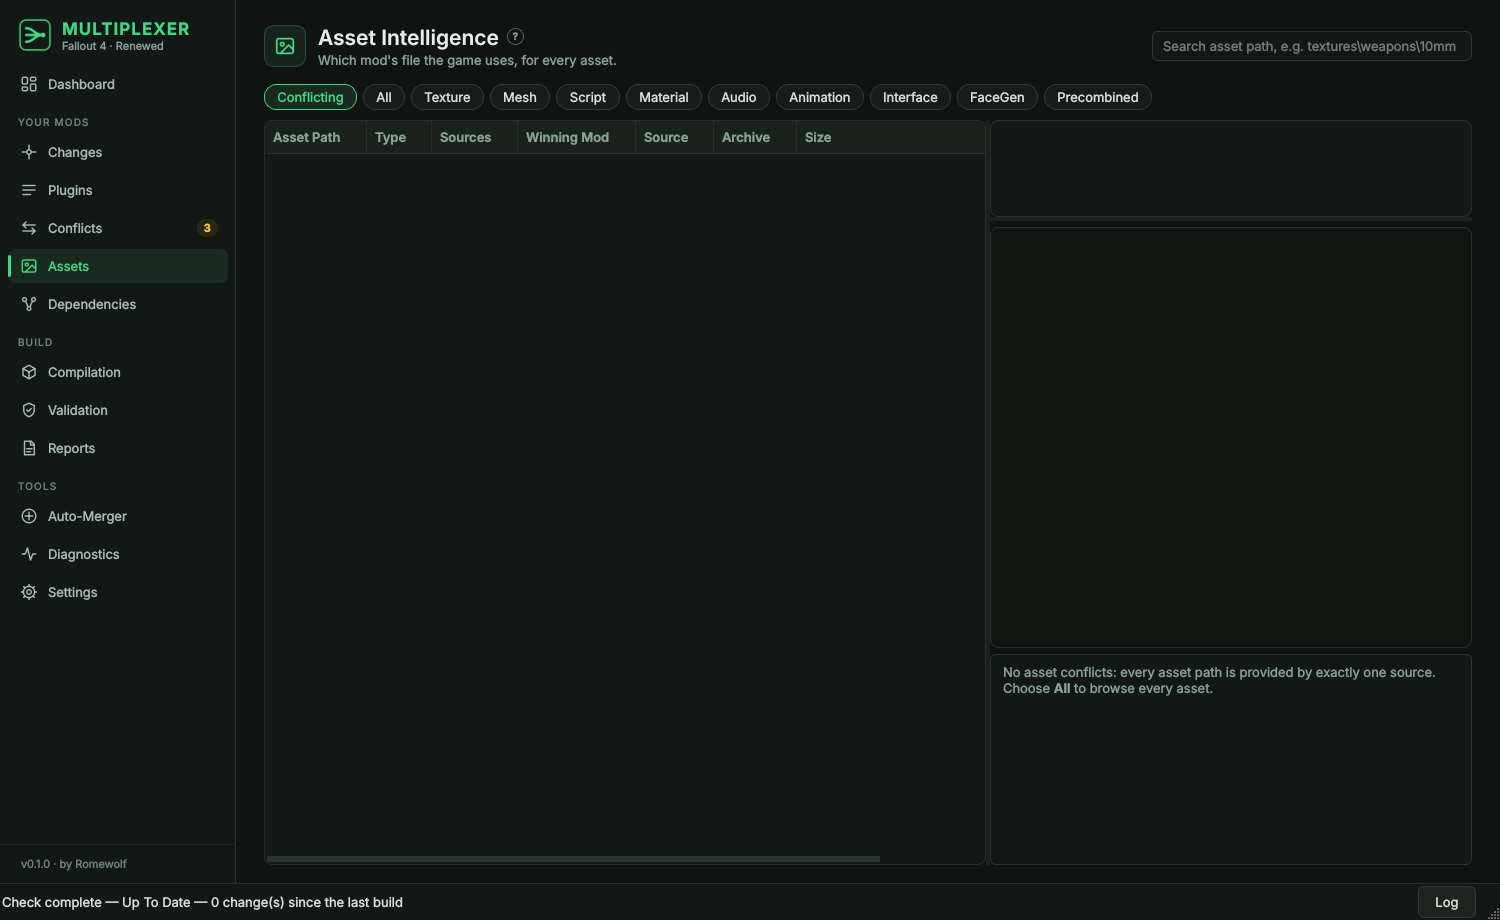 MULTIPLEXER
Fallout 4 · Renewed
Dashboard
YOUR MODS
Changes
Plugins
Conflicts 3
Assets
Dependencies
BUILD
Compilation
Validation
Reports
TOOLS
Auto-Merger
Diagnostics
Settings
v0.1.0 · by Romewolf
Asset Intelligence ?
Which mod's file the game uses, for every asset.
Search asset path, e.g. textures\weapons\10mm
Conflicting All Texture Mesh Script Material Audio Animation Interface FaceGen Precombined
Asset Path Type Sources Winning Mod Source Archive Size
No asset conflicts: every asset path is provided by exactly one source.
Choose All to browse every asset.
Check complete — Up To Date — 0 change(s) since the last build
Log